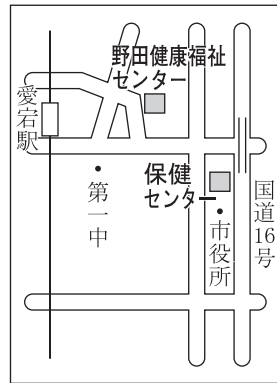 野田健康福祉
センター
愛宕駅
保健
センター
・第一中
・市役所
国道16号